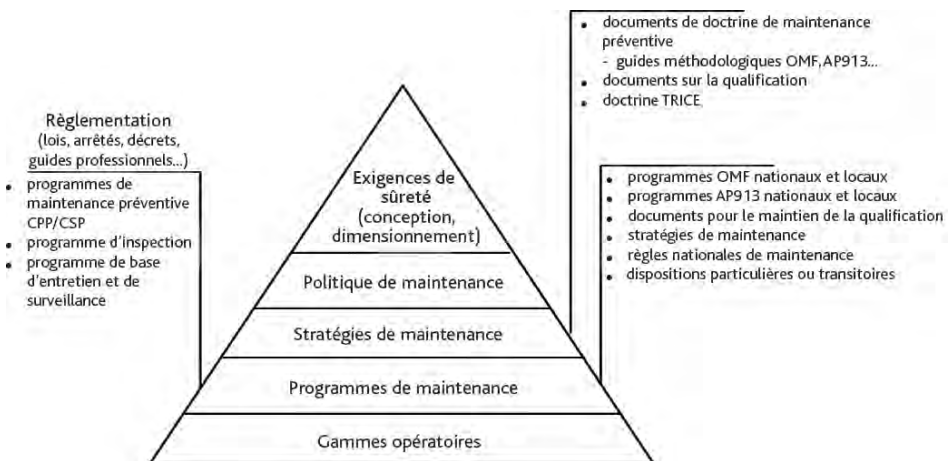 Règlementation
(lois, arrêtés, décrets,
guides professionnels...)
• programmes de
maintenance préventive
CPP/CSP
• programme d'inspection
• programme de base
d'entretien et de
surveillance
Exigences de
sûreté
(conception,
dimensionnement)
Politique de maintenance
Stratégies de maintenance
Programmes de maintenance
Gammes opératoires
• documents de doctrine de maintenance
préventive
- guides méthodologiques OMF,AP913...
• documents sur la qualification
• doctrine TRICE
• programmes OMF nationaux et locaux
• programmes AP913 nationaux et locaux
• documents pour le maintien de la qualification
• stratégies de maintenance
• règles nationales de maintenance
• dispositions particulières ou transitoires